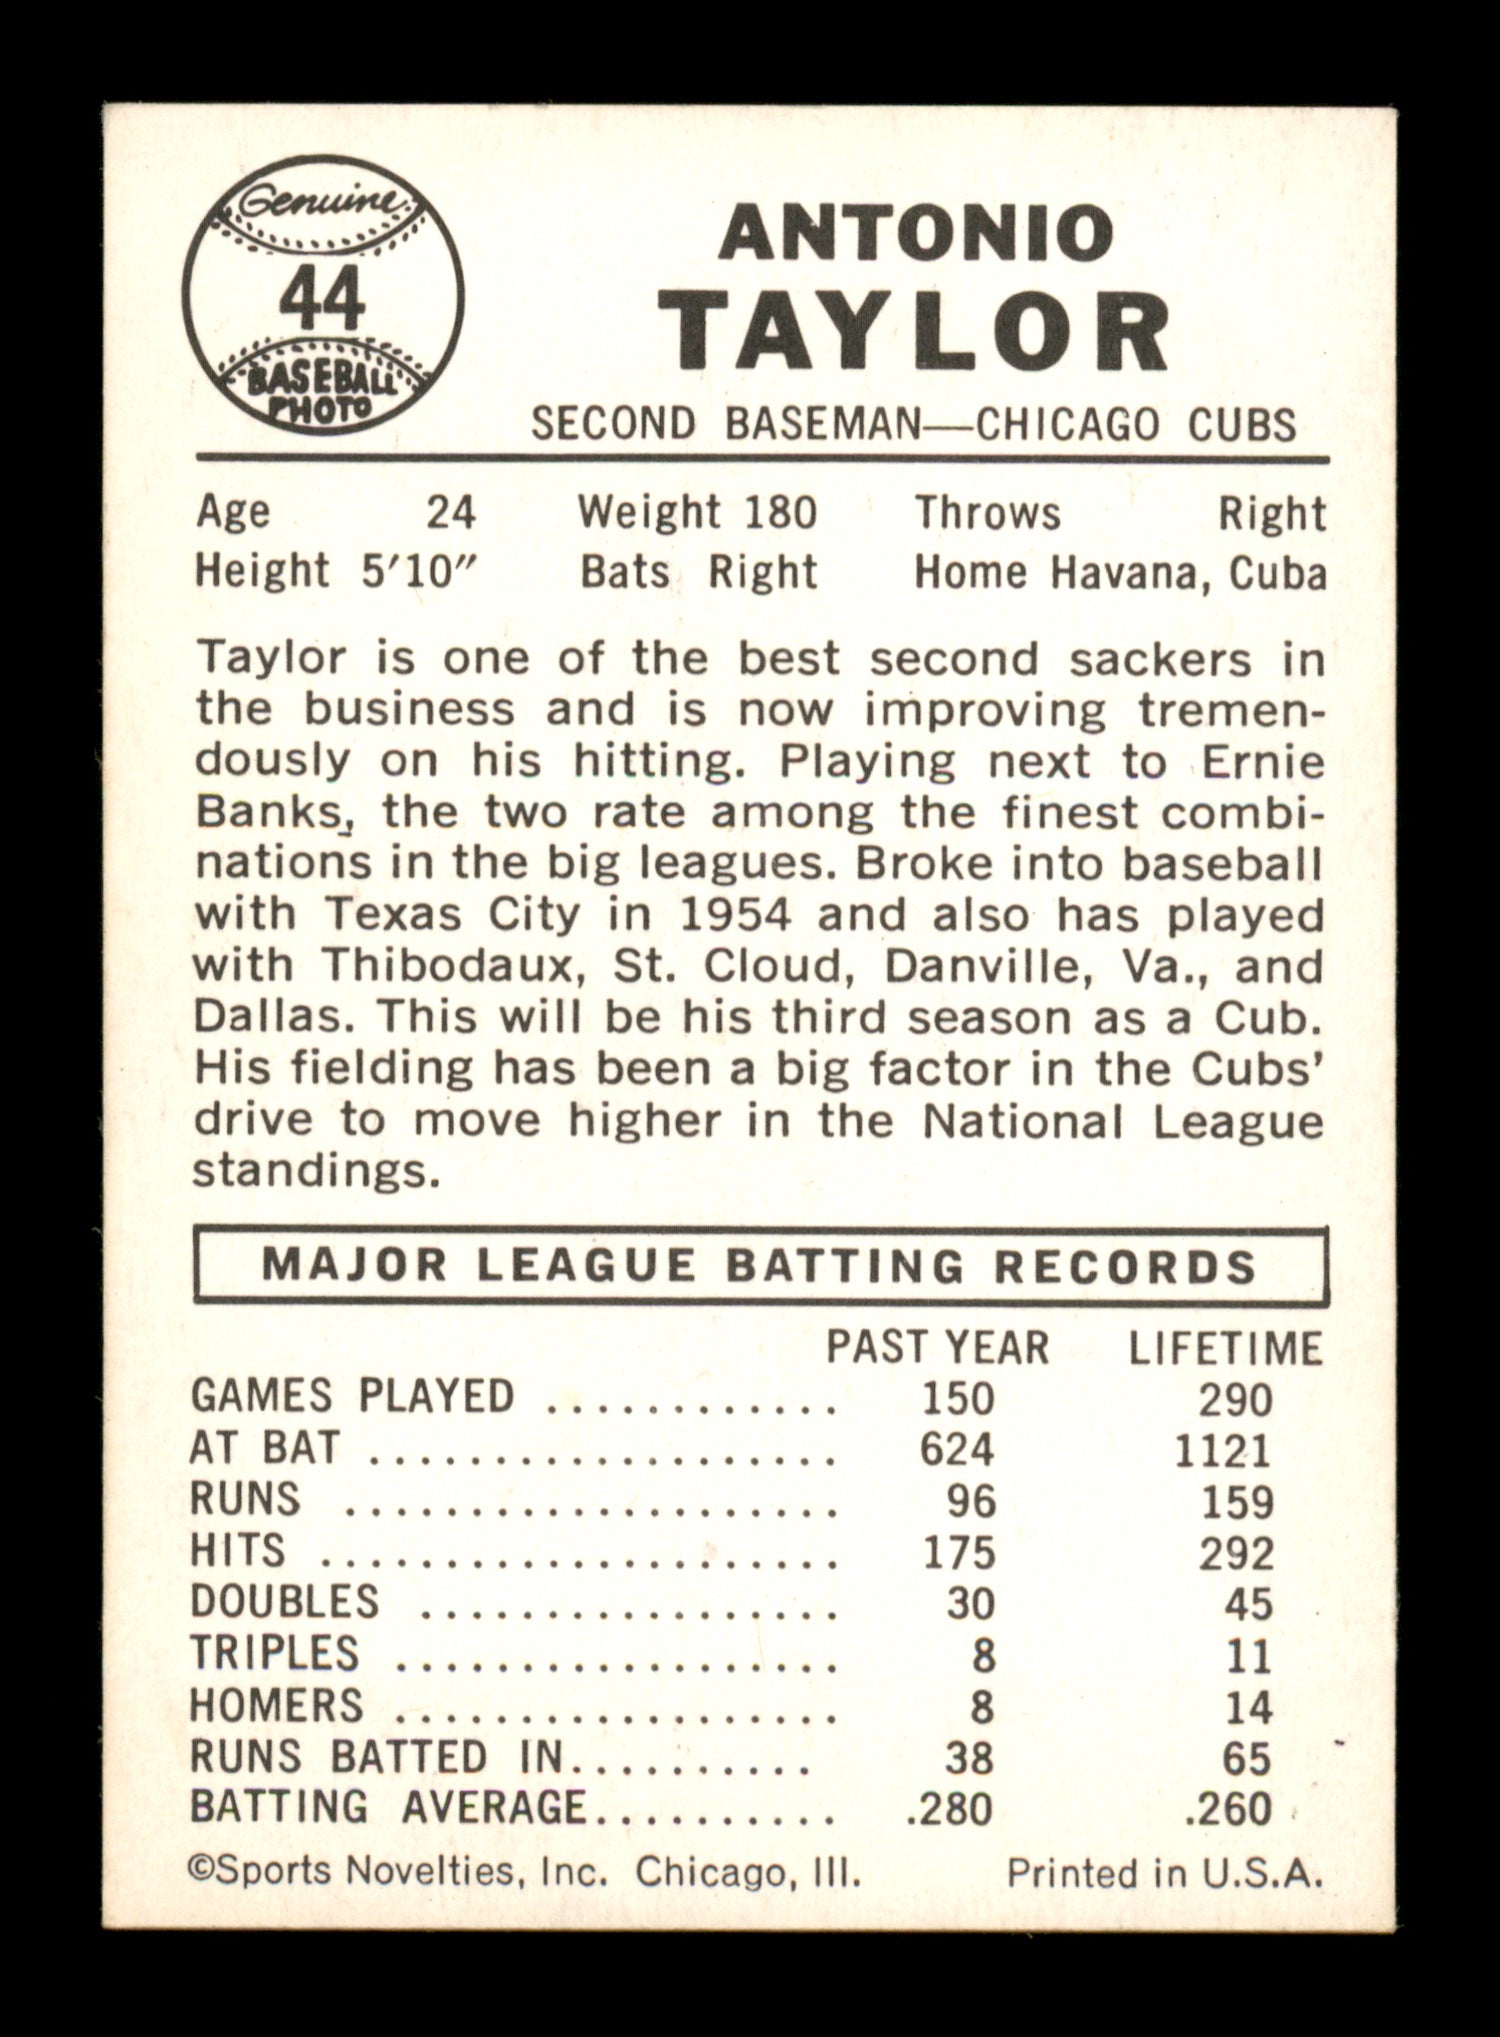 Genuine
44
BASEBALL
PHOTO
ANTONIO
TAYLOR
SECOND BASEMAN—CHICAGO CUBS
Age 24 Weight 180 Throws Right
Height 5'10" Bats Right Home Havana, Cuba
Taylor is one of the best second sackers in
the business and is now improving tremen-
dously on his hitting. Playing next to Ernie
Banks, the two rate among the finest combi-
nations in the big leagues. Broke into baseball
with Texas City in 1954 and also has played
with Thibodaux, St. Cloud, Danville, Va., and
Dallas. This will be his third season as a Cub.
His fielding has been a big factor in the Cubs'
drive to move higher in the National League
standings.
MAJOR LEAGUE BATTING RECORDS
PAST YEAR LIFETIME
GAMES PLAYED ............ 150 290
AT BAT ................... 624 1121
RUNS .................... 96 159
HITS ..................... 175 292
DOUBLES ................. 30 45
TRIPLES .................. 8 11
HOMERS .................. 8 14
RUNS BATTED IN.......... 38 65
BATTING AVERAGE.......... .280 .260
©Sports Novelties, Inc. Chicago, Ill. Printed in U.S.A.